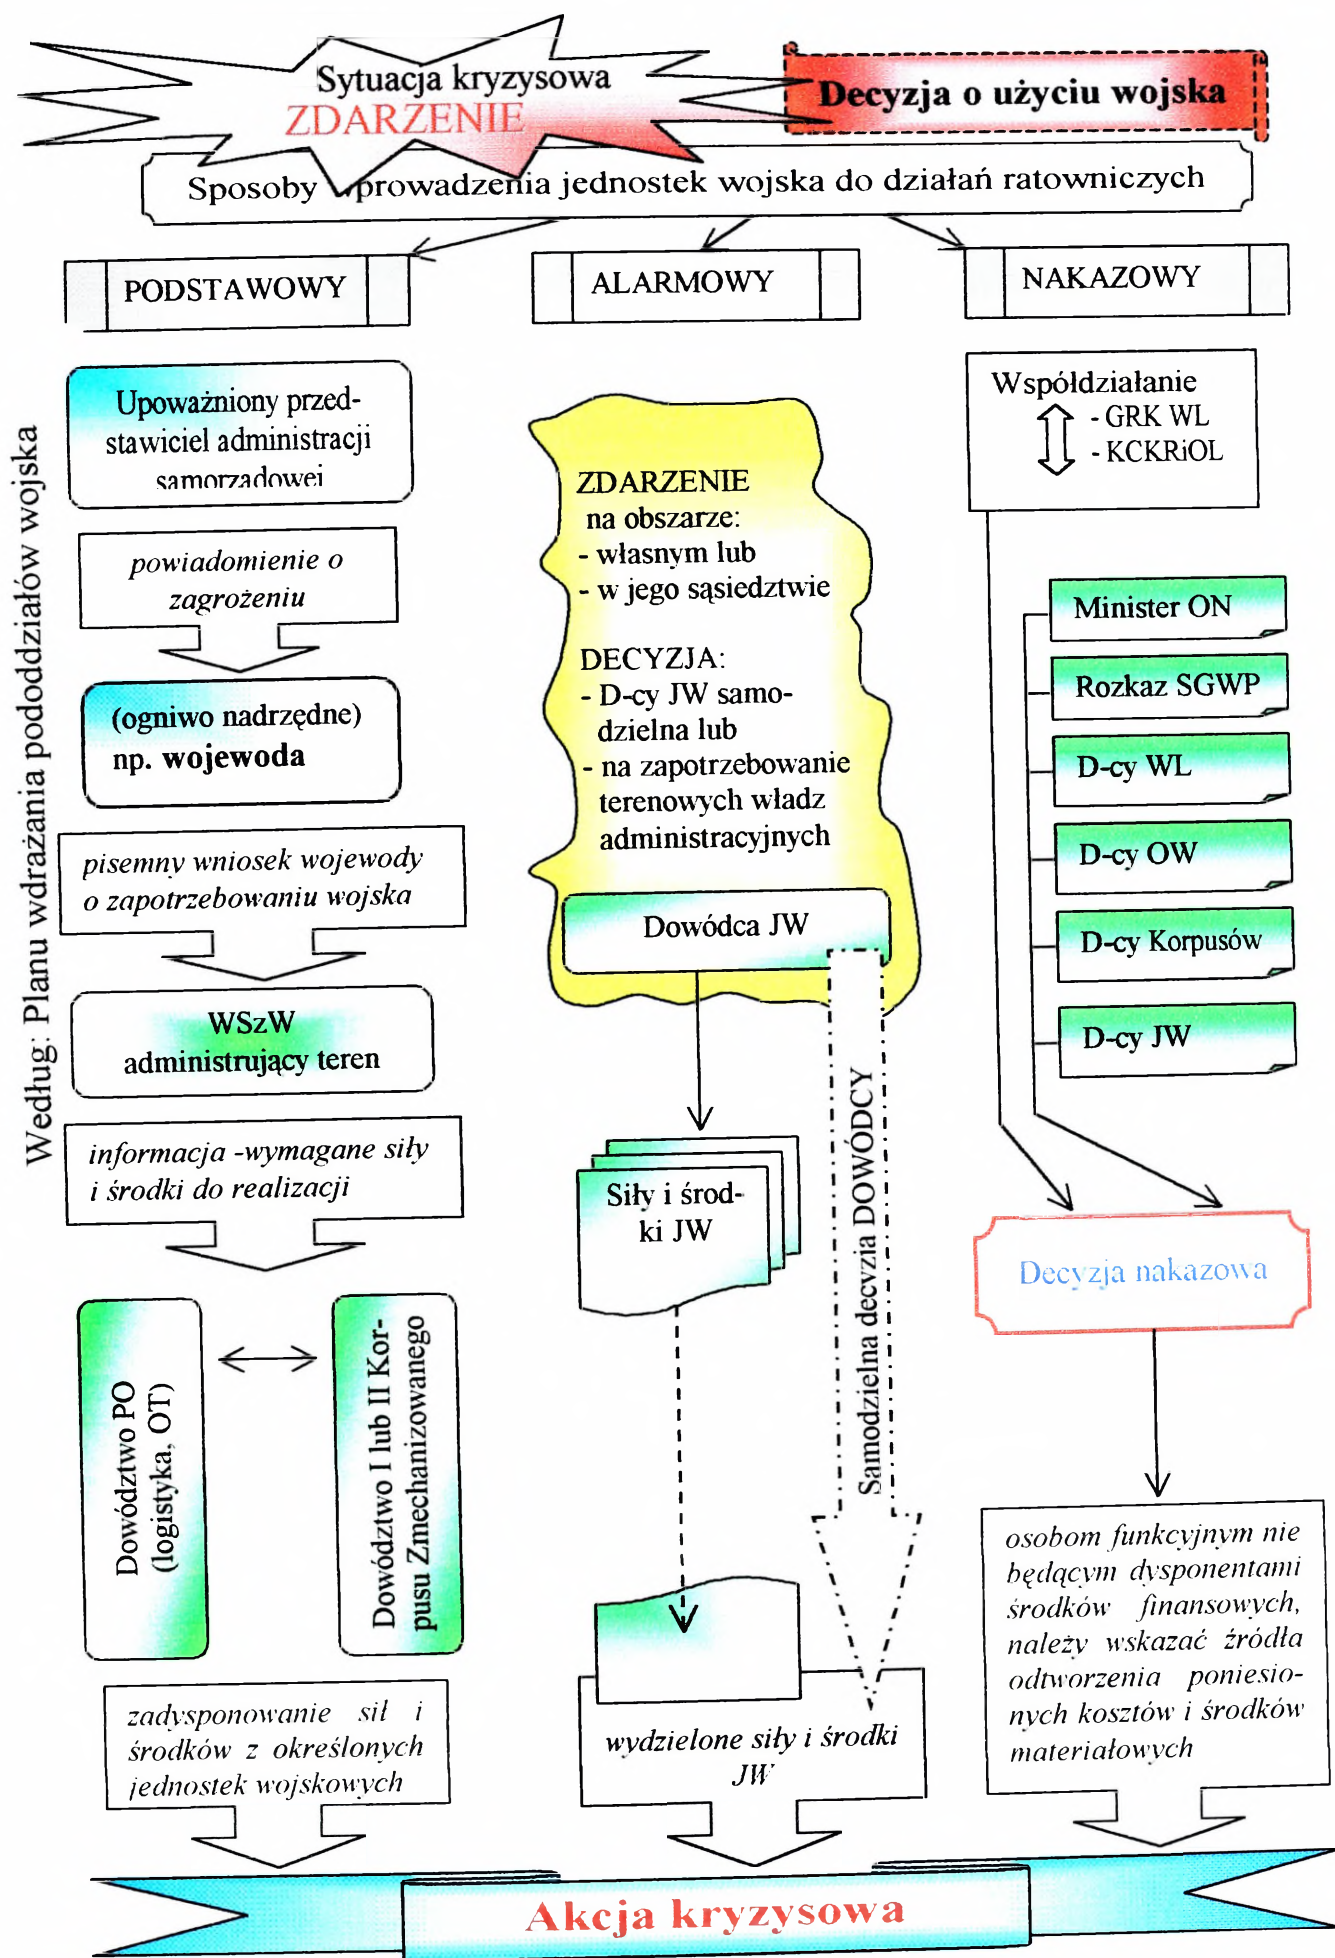 Sytuacja kryzysowa
ZDARZENIE
Decyzja o użyciu wojska
Sposoby wprowadzenia jednostek wojska do działań ratowniczych
PODSTAWOWY
ALARMOWY
NAKAZOWY
Według: Planu wdrażania pododdziałów wojska
Upoważniony przed-
stawiciel administracji
samorządowej
powiadomienie o
zagrożeniu
(ogniwo nadrzędne)
np. wojewoda
pisemny wniosek wojewody
o zapotrzebowaniu wojska
WSzW
administrujący teren
informacja -wymagane siły
i środki do realizacji
Dowództwo PO
(logistyka, OT)
Dowództwo I lub II Kor-
pusu Zmechanizowanego
zadysponowanie sił i
środków z określonych
jednostek wojskowych
ZDARZENIE
na obszarze:
- własnym lub
- w jego sąsiedztwie
DECYZJA:
- D-cy JW samo-
dzielna lub
- na zapotrzebowanie
terenowych władz
administracyjnych
Dowódca JW
Siły i środ-
ki JW
Samodzielna decyzja DOWÓDCY
wydzielone siły i środki
JW
Współdziałanie
- GRK WL
- KCKRiOL
Minister ON
Rozkaz SGWP
D-cy WL
D-cy OW
D-cy Korpusów
D-cy JW
Decyzja nakazowa
osobom funkcyjnym nie
będącym dysponentami
środków finansowych,
należy wskazać źródła
odtworzenia poniesio-
nych kosztów i środków
materiałowych
Akcja kryzysowa